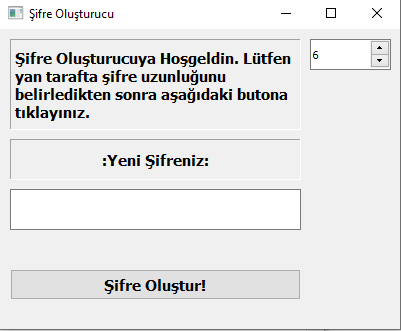 Şifre Oluşturucu
Şifre Oluşturucuya Hoşgeldin. Lütfen
yan tarafta şifre uzunluğunu
belirledikten sonra aşağıdaki butona
tıklayınız.
6
:Yeni Şifreniz:
Şifre Oluştur!